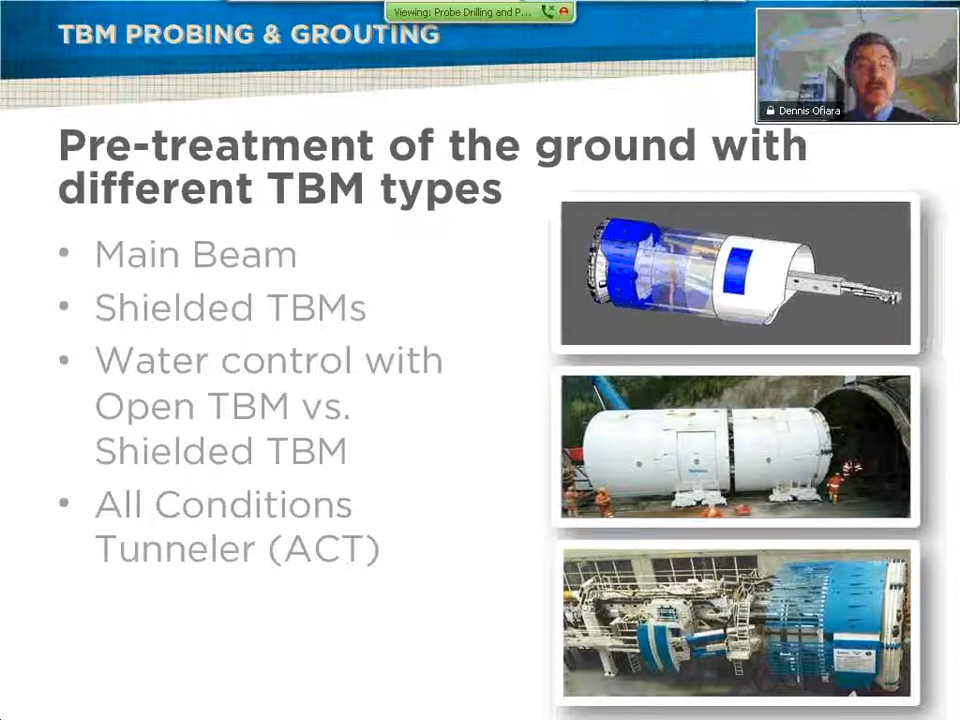 Viewing: Probe Drilling and P...
TBM PROBING & GROUTING
Dennis Ofiara
Pre-treatment of the ground with
different TBM types
• Main Beam
• Shielded TBMs
• Water control with
Open TBM vs.
Shielded TBM
• All Conditions
Tunneler (ACT)